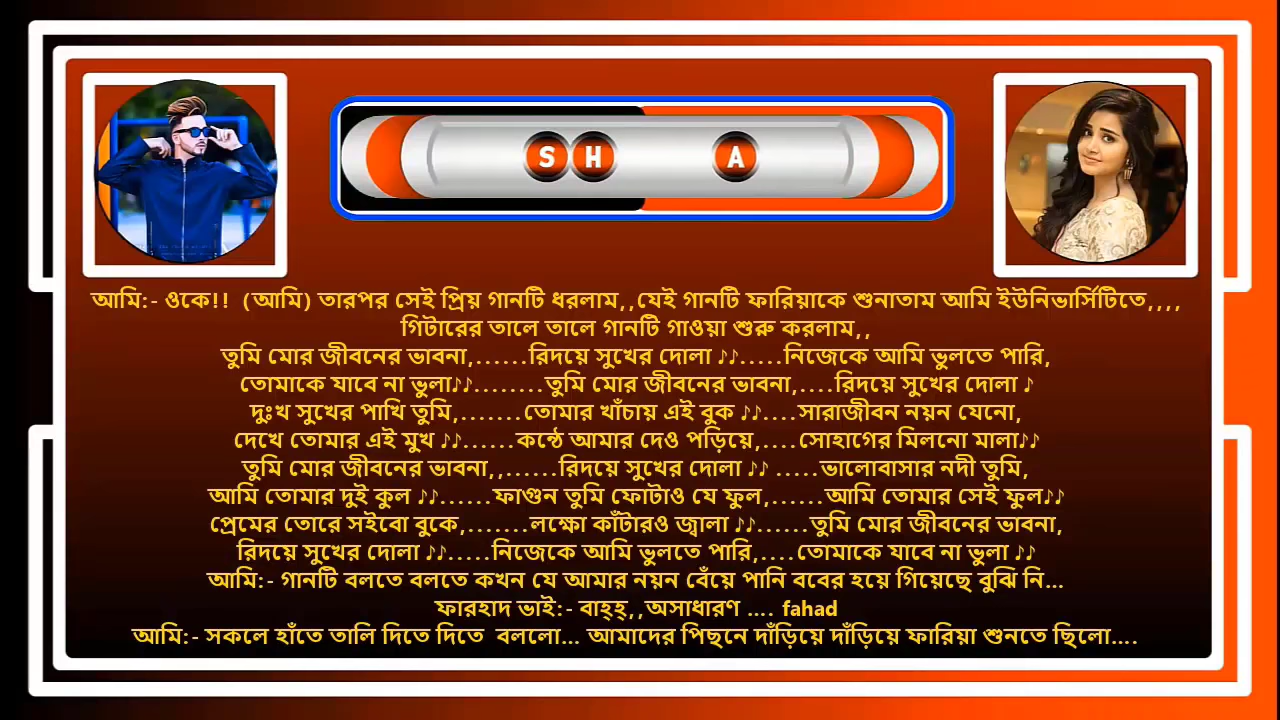 S H A
আমি:- ওকে!! (আমি) তারপর সেই প্রিয় গানটি ধরলাম,,যেই গানটি ফারিয়াকে শুনাতাম আমি ইউনিভার্সিটিতে,,,,
গিটারের তালে তালে গানটি গাওয়া শুরু করলাম,,
তুমি মোর জীবনের ভাবনা,......রিদয়ে সুখের দোলা ♪♪.....নিজেকে আমি ভুলতে পারি,
তোমাকে যাবে না ভুলা♪♪........তুমি মোর জীবনের ভাবনা,....রিদয়ে সুখের দোলা ♪
দুঃখ সুখের পাখি তুমি,.......তোমার খাঁচায় এই বুক ♪♪....সারাজীবন নয়ন যেনো,
দেখে তোমার এই মুখ ♪♪......কন্ঠে আমার দেও পড়িয়ে,....সোহাগের মিলনো মালা♪♪
তুমি মোর জীবনের ভাবনা,,......রিদয়ে সুখের দোলা ♪♪ .....ভালোবাসার নদী তুমি,
আমি তোমার দুই কুল ♪♪......ফাগুন তুমি ফোটাও যে ফুল,......আমি তোমার সেই ফুল♪♪
প্রেমের তোরে সইবো বুকে,.......লক্ষো কাঁটারও জ্বালা ♪♪......তুমি মোর জীবনের ভাবনা,
রিদয়ে সুখের দোলা ♪♪.....নিজেকে আমি ভুলতে পারি,....তোমাকে যাবে না ভুলা ♪♪
আমি:- গানটি বলতে বলতে কখন যে আমার নয়ন বেঁয়ে পানি ববের হয়ে গিয়েছে বুঝি নি...
ফারহাদ ভাই:- বাহ্হ্,,অসাধারণ .... fahad
আমি:- সকলে হাঁতে তালি দিতে দিতে বললো... আমাদের পিছনে দাঁড়িয়ে দাঁড়িয়ে ফারিয়া শুনতে ছিলো....